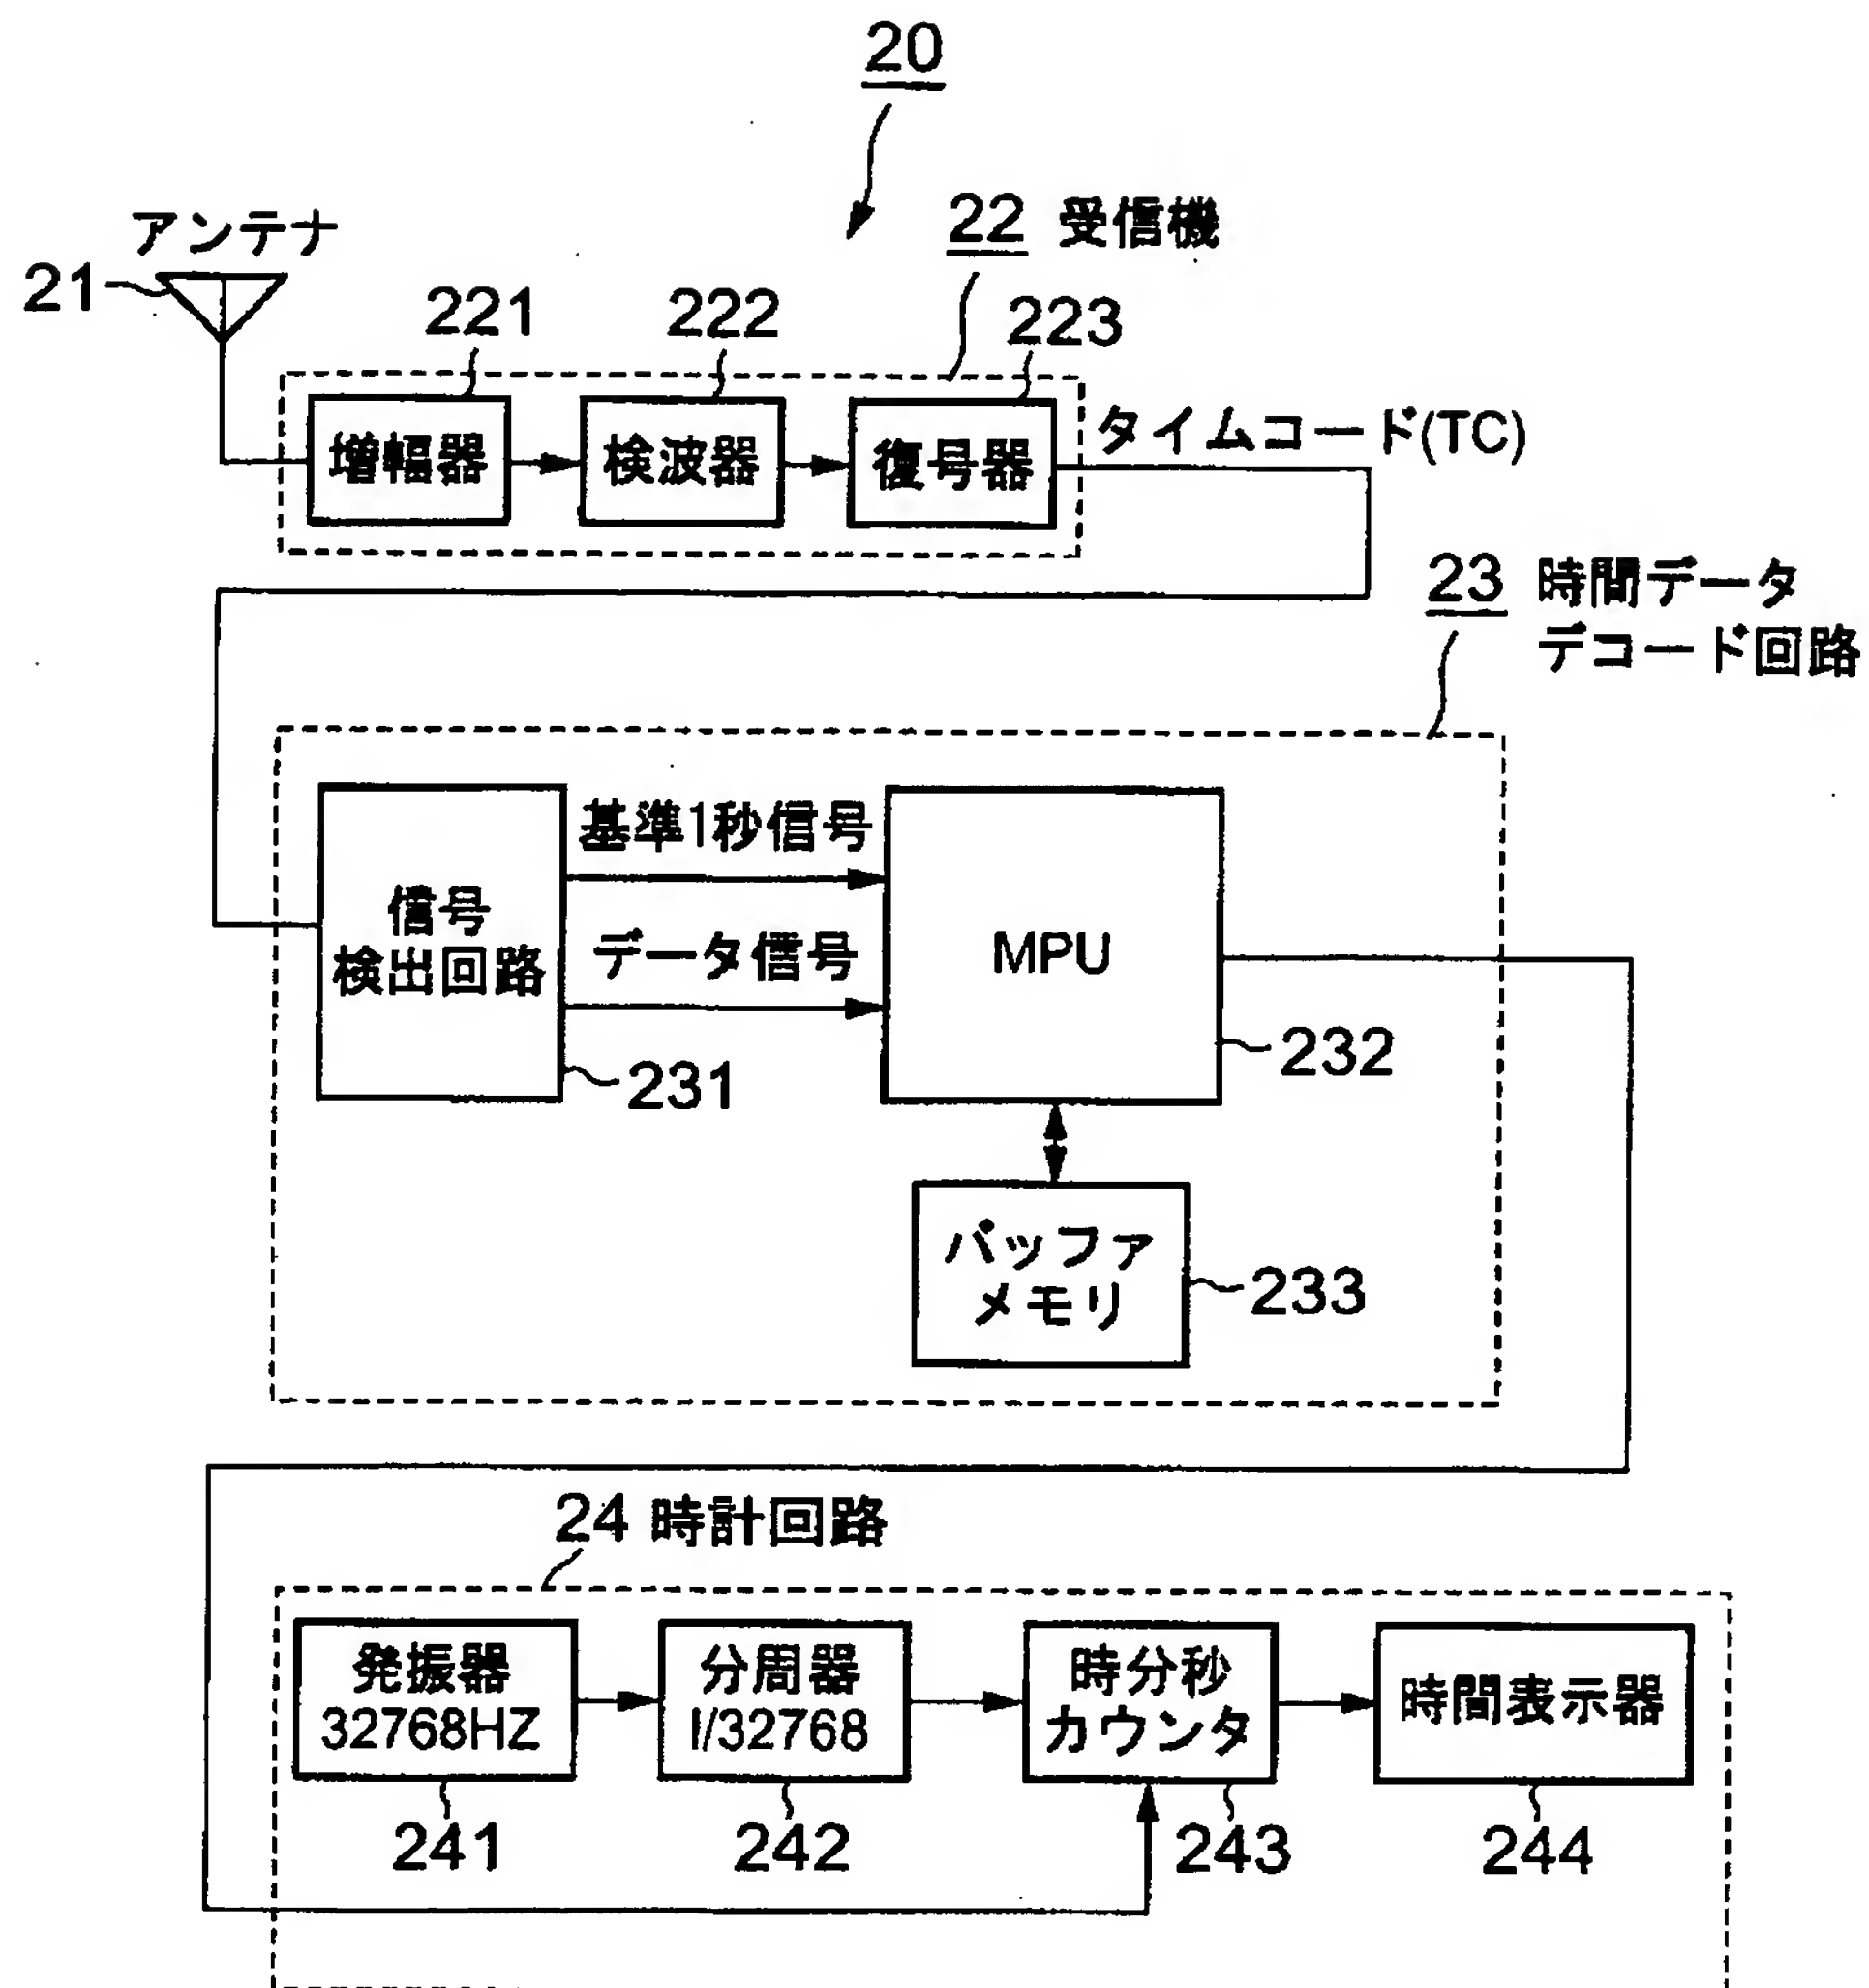 20
22 受信機
アンテナ
21
221
222
223
増幅器
検波器
復号器
タイムコード(TC)
23 時間データ
デコード回路
基準1秒信号
信号
検出回路
データ信号
MPU
231
232
バッファ
メモリ
233
24 時計回路
発振器
32768HZ
分周器
I/32768
時分秒
カウンタ
時間表示器
241
242
243
244